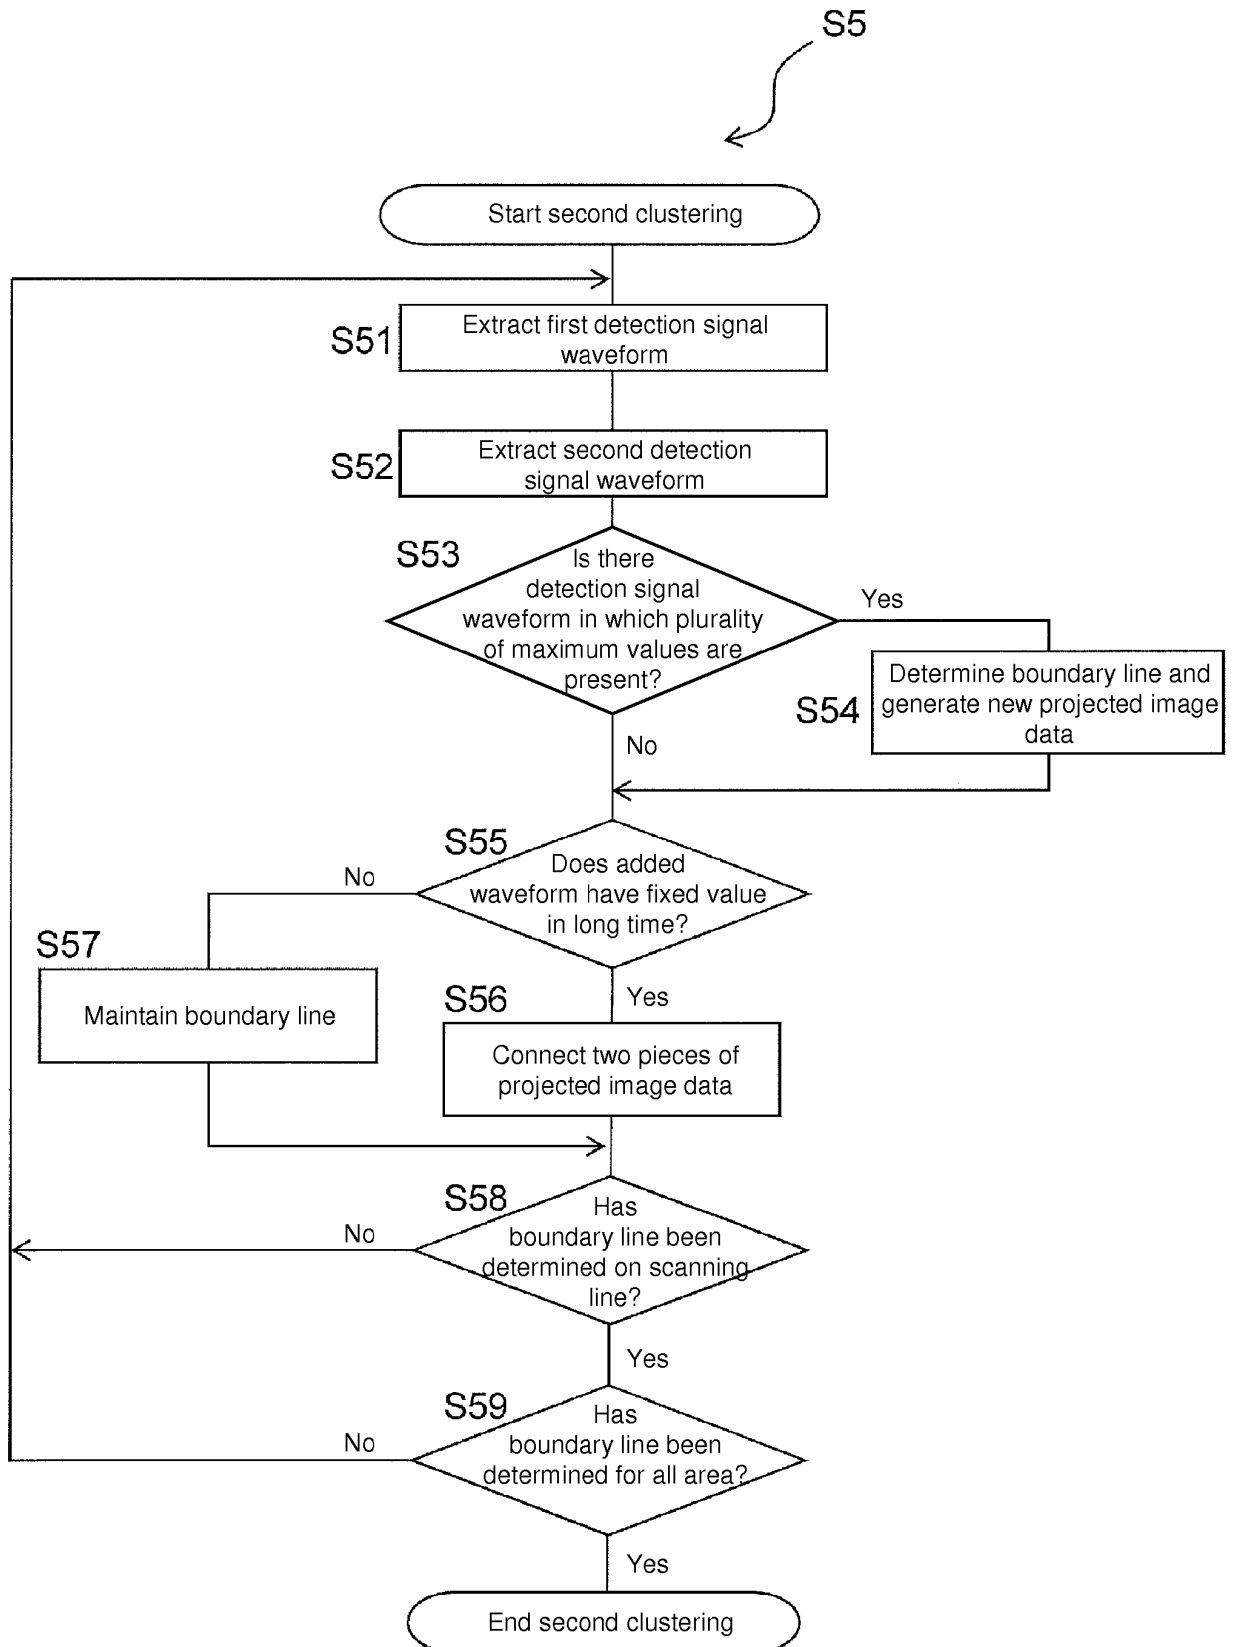 S5
Start second clustering
S51
Extract first detection signal
waveform
S52
Extract second detection
signal waveform
S53
Is there
detection signal
waveform in which plurality
of maximum values are
present?
Yes
S54
Determine boundary line and
generate new projected image
data
No
S55
Does added
waveform have fixed value
in long time?
No
S57
Maintain boundary line
Yes
S56
Connect two pieces of
projected image data
S58
Has
boundary line been
determined on scanning
line?
No
Yes
S59
Has
boundary line been
determined for all area?
No
Yes
End second clustering